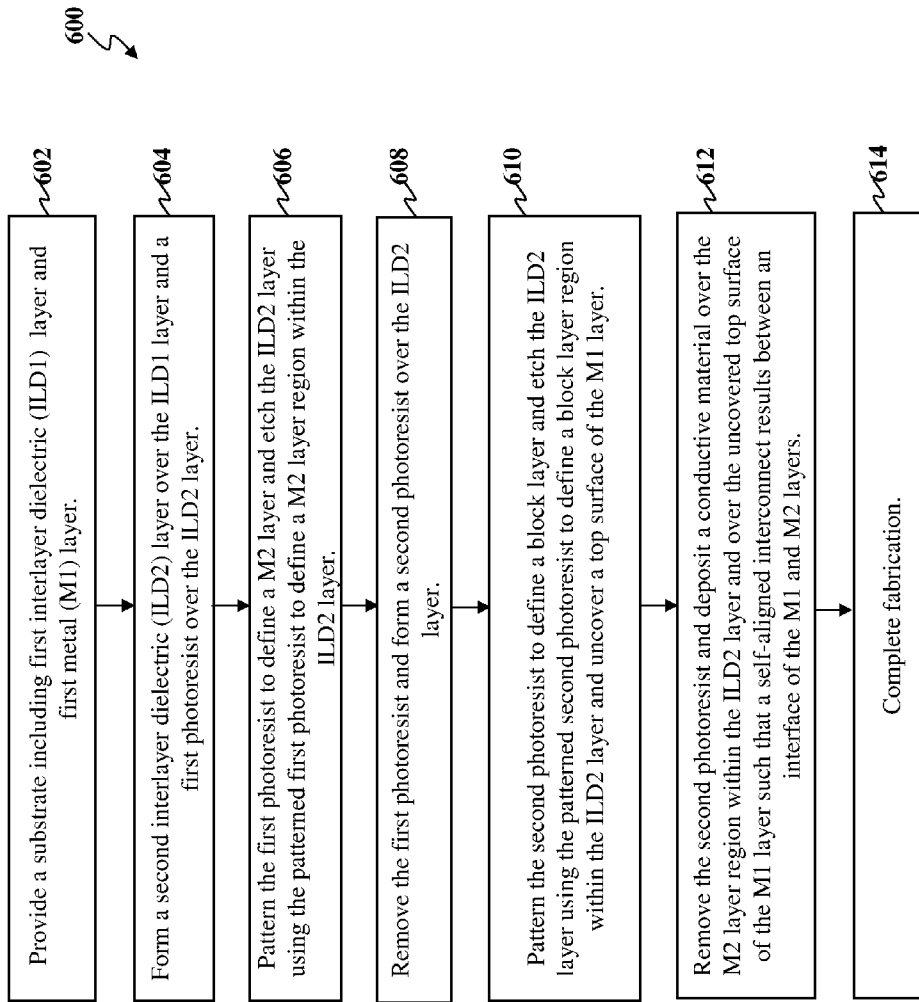 600
Provide a substrate including first interlayer dielectric (ILD1) layer and
first metal (M1) layer.
602
Form a second interlayer dielectric (ILD2) layer over the ILD1 layer and a
first photoresist over the ILD2 layer.
604
Pattern the first photoresist to define a M2 layer and etch the ILD2 layer
using the patterned first photoresist to define a M2 layer region within the
ILD2 layer.
606
Remove the first photoresist and form a second photoresist over the ILD2
layer.
608
Pattern the second photoresist to define a block layer and etch the ILD2
layer using the patterned second photoresist to define a block layer region
within the ILD2 layer and uncover a top surface of the M1 layer.
610
Remove the second photoresist and deposit a conductive material over the
M2 layer region within the ILD2 layer and over the uncovered top surface
of the M1 layer such that a self-aligned interconnect results between an
interface of the M1 and M2 layers.
612
Complete fabrication.
614